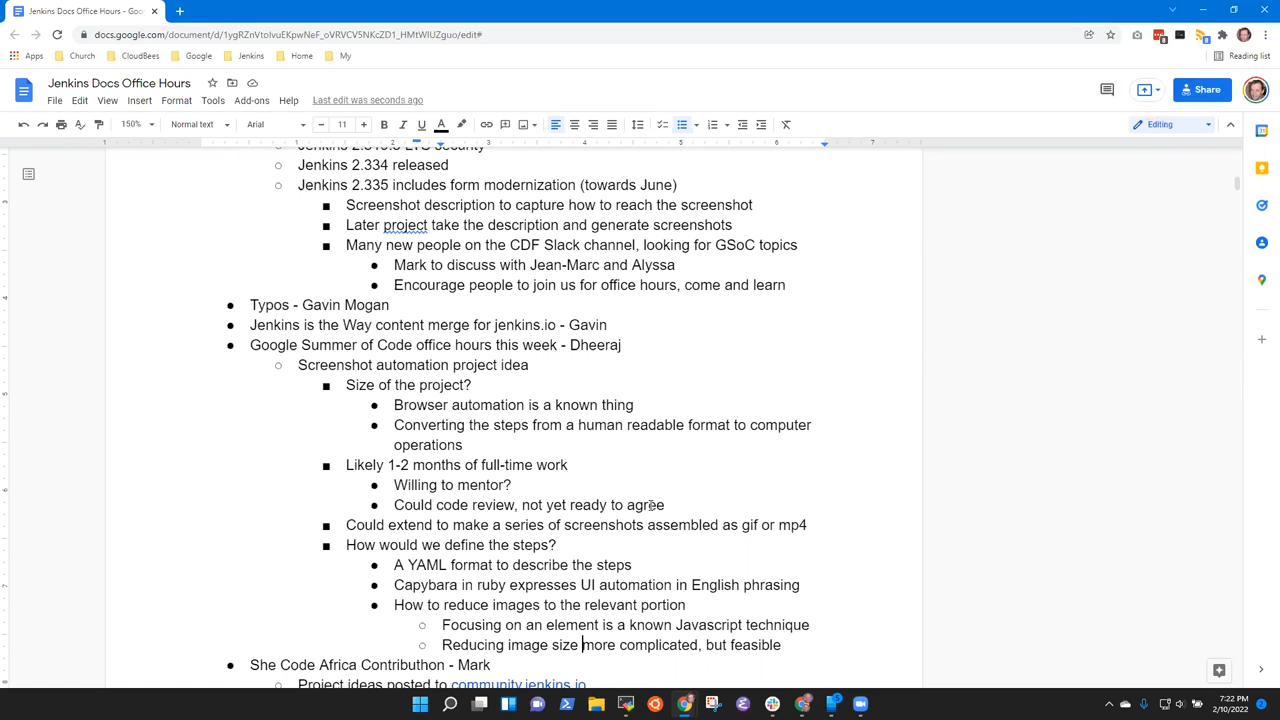 Jenkins Docs Office Hours - Goo
docs.google.com/document/d/1ygRZnVtoIvuEKpwNeF_oVRVCV5NKcZD1_HMtWIUZguo/edit#
Apps Church CloudBees Google Jenkins Home My Reading list
Jenkins Docs Office Hours
File Edit View Insert Format Tools Add-ons Help Last edit was seconds ago
Share
150% Normal text Arial 11 Editing
1 1 2 3 4 5 6 7
Jenkins 2.334 released
Jenkins 2.335 includes form modernization (towards June)
Screenshot description to capture how to reach the screenshot
Later project take the description and generate screenshots
Many new people on the CDF Slack channel, looking for GSoC topics
Mark to discuss with Jean-Marc and Alyssa
Encourage people to join us for office hours, come and learn
Typos - Gavin Mogan
Jenkins is the Way content merge for jenkins.io - Gavin
Google Summer of Code office hours this week - Dheeraj
Screenshot automation project idea
Size of the project?
Browser automation is a known thing
Converting the steps from a human readable format to computer
operations
Likely 1-2 months of full-time work
Willing to mentor?
Could code review, not yet ready to agree
Could extend to make a series of screenshots assembled as gif or mp4
How would we define the steps?
A YAML format to describe the steps
Capybara in ruby expresses UI automation in English phrasing
How to reduce images to the relevant portion
Focusing on an element is a known Javascript technique
Reducing image size more complicated, but feasible
She Code Africa Contributhon - Mark
Project ideas posted to community.jenkins.io
7:22 PM
2/10/2022